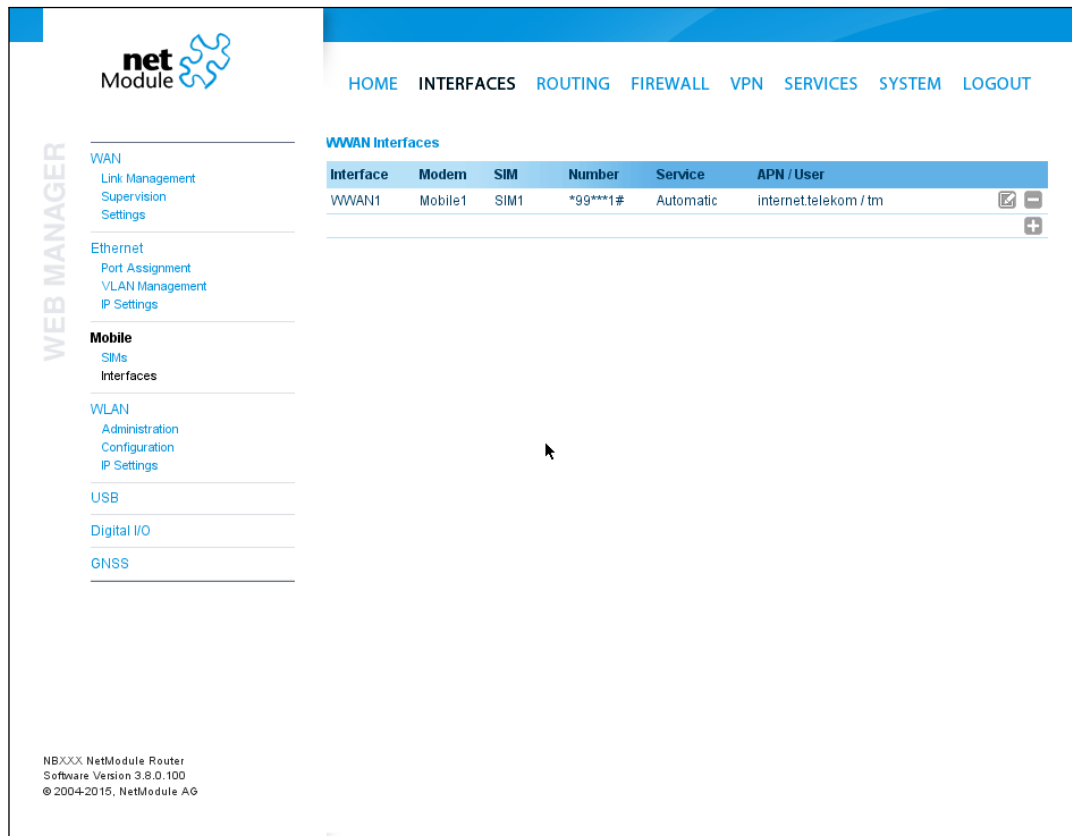 net
Module
HOME INTERFACES ROUTING FIREWALL VPN SERVICES SYSTEM LOGOUT
WEB MANAGER
WAN
Link Management
Supervision
Settings
Ethernet
Port Assignment
VLAN Management
IP Settings
Mobile
SIMs
Interfaces
WLAN
Administration
Configuration
IP Settings
USB
Digital I/O
GNSS
WWAN Interfaces
Interface Modem SIM Number Service APN / User
WWAN1 Mobile1 SIM1 *99***1# Automatic internet.telekom / tm
NBXXX NetModule Router
Software Version 3.8.0.100
© 2004-2015, NetModule AG